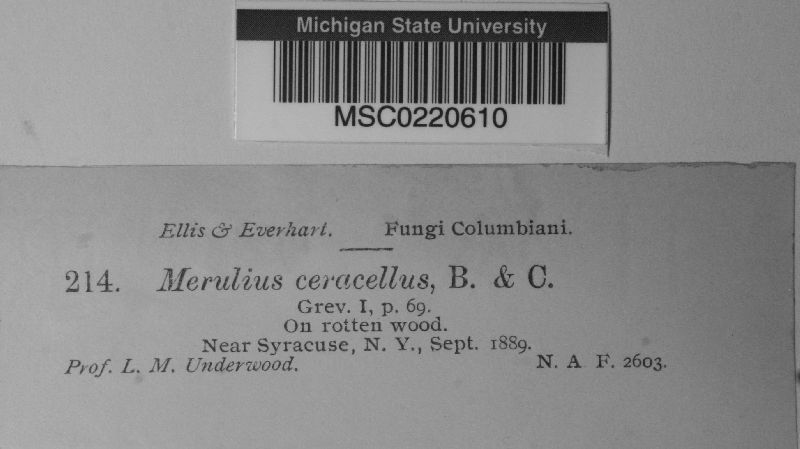 Michigan State University
MSC0220610
Ellis & Everhart. Fungi Columbiani.
214. Merulius ceracellus, B. & C.
Grev. I, p. 69.
On rotten wood.
Near Syracuse, N. Y., Sept. 1889.
Prof. L. M. Underwood. N. A F. 2603.